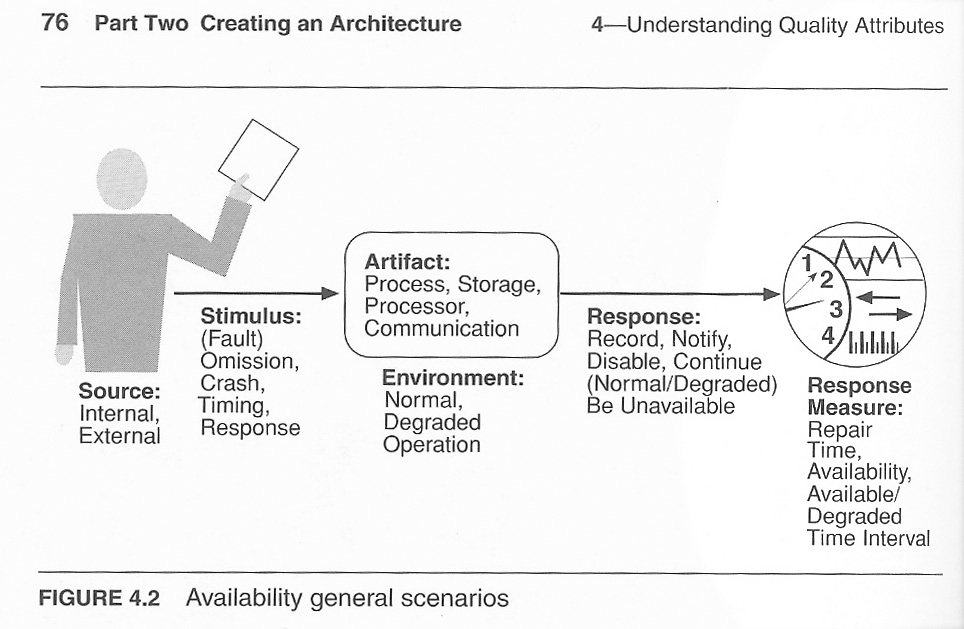 76 Part Two Creating an Architecture
4—Understanding Quality Attributes
Source:
Internal,
External
Stimulus:
(Fault)
Omission,
Crash,
Timing,
Response
Artifact:
Process, Storage,
Processor,
Communication
Environment:
Normal,
Degraded
Operation
Response:
Record, Notify,
Disable, Continue
(Normal/Degraded)
Be Unavailable
1
2
3
4
Response
Measure:
Repair
Time,
Availability,
Available/
Degraded
Time Interval
FIGURE 4.2 Availability general scenarios